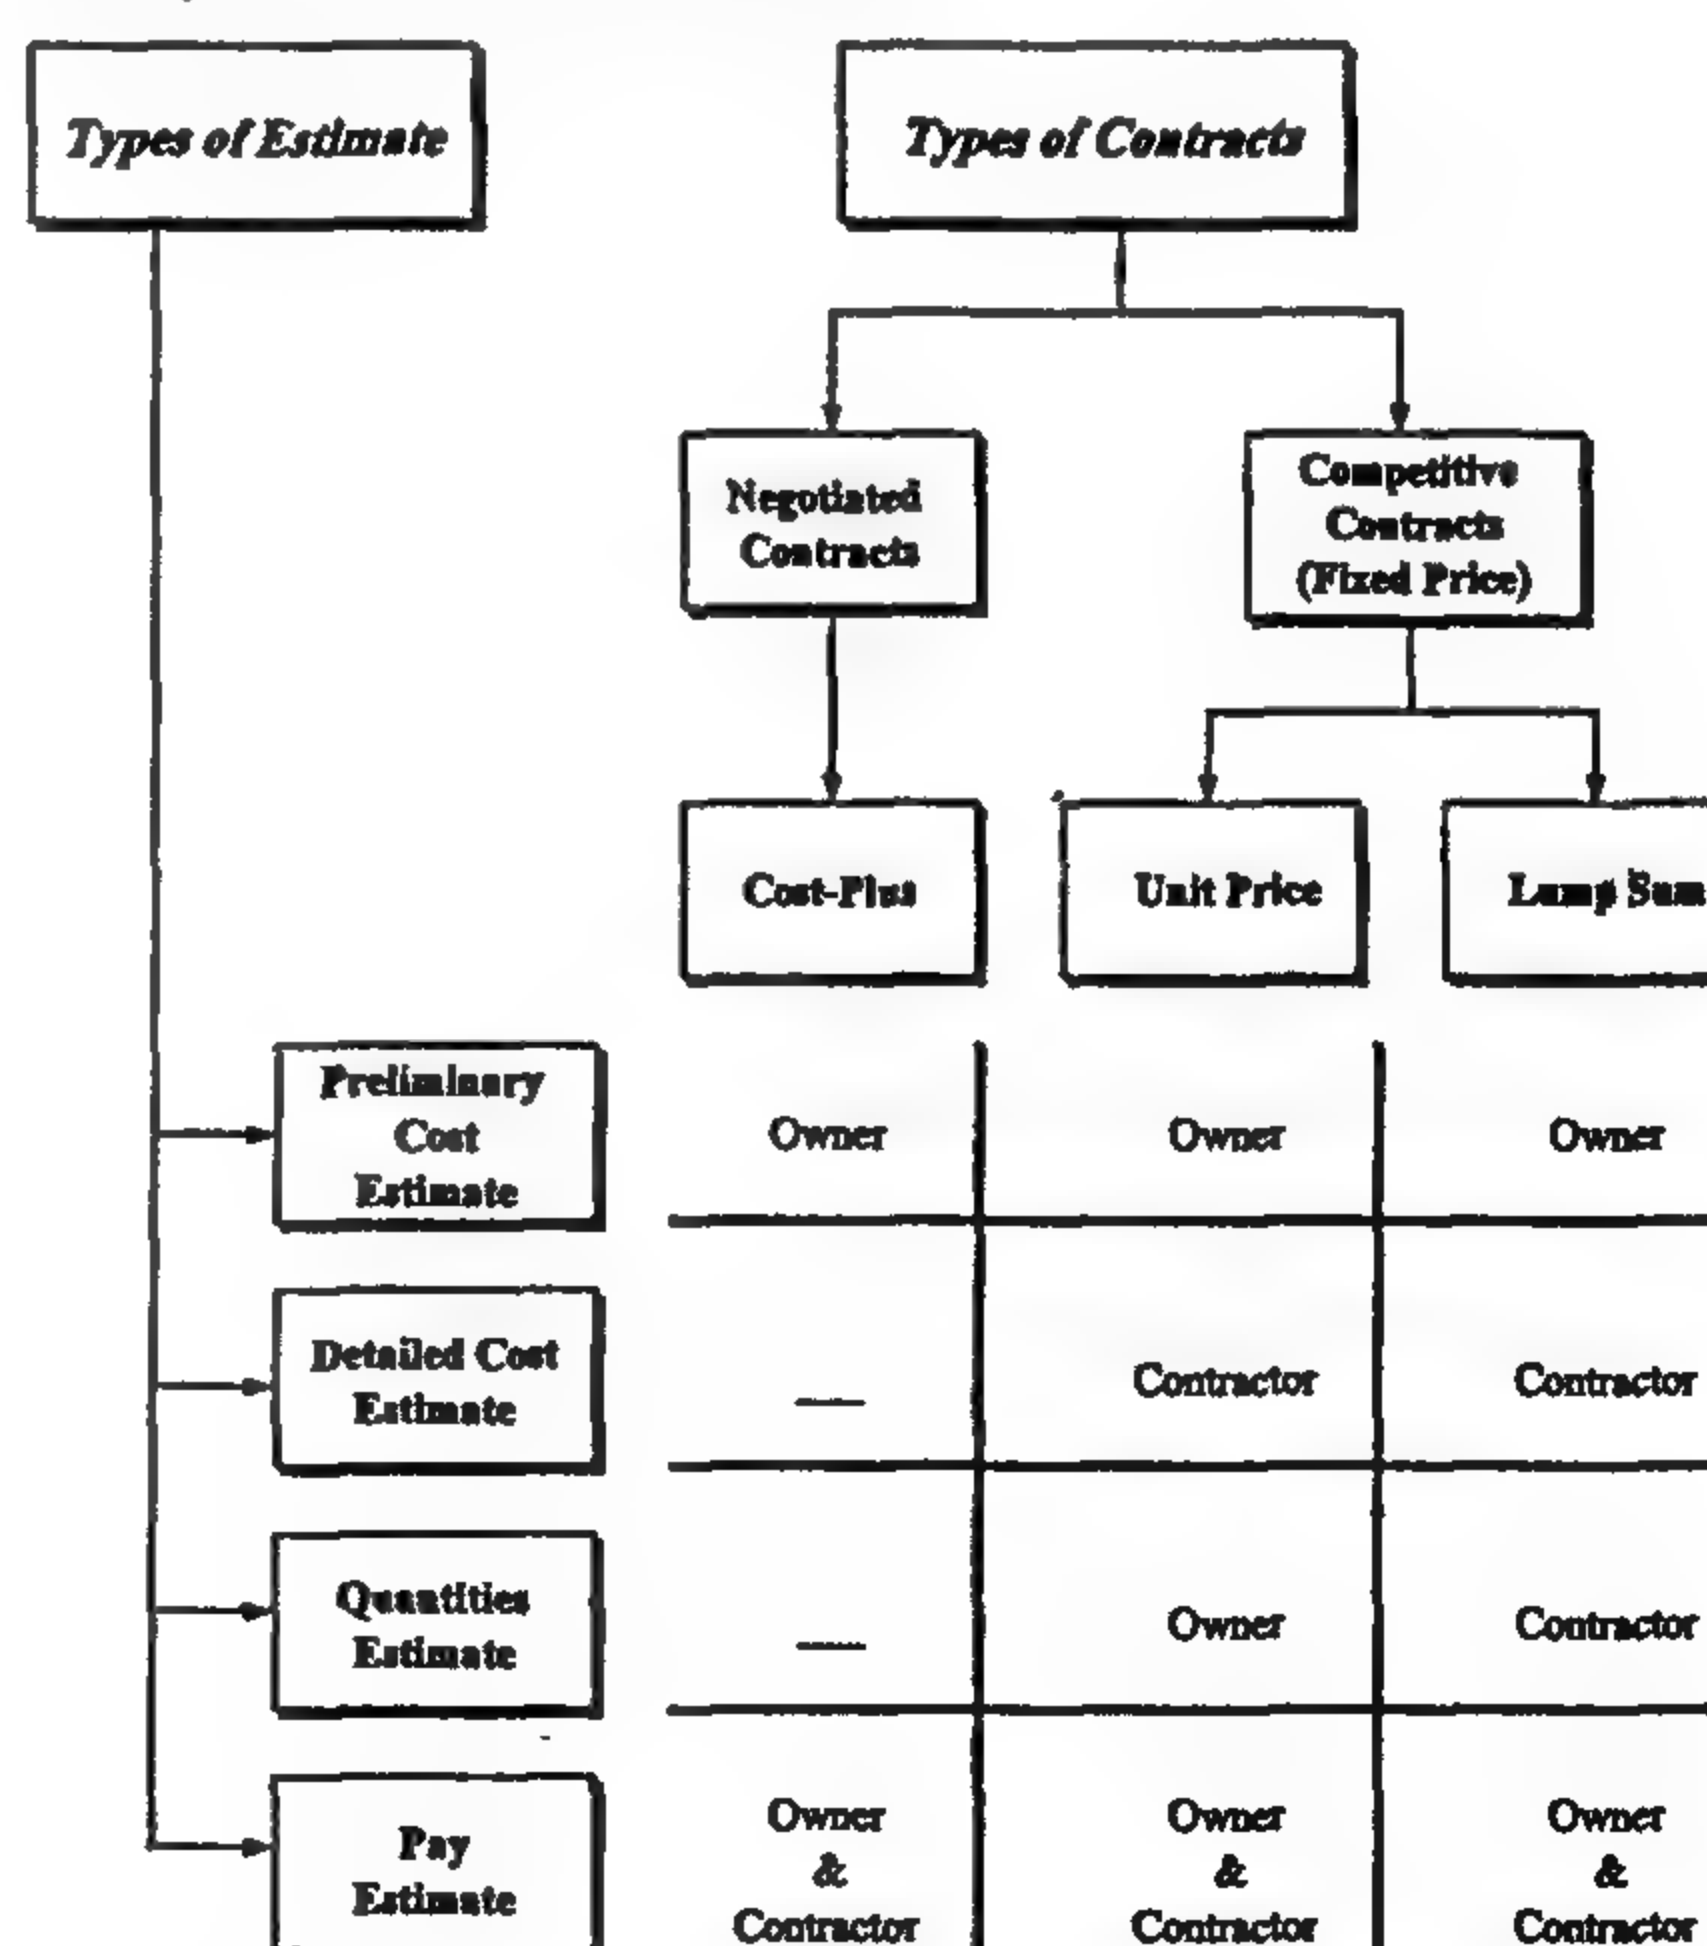 Types of Estimate
Types of Contracts
Negotiated
Contracts
Competitive
Contracts
(Fixed Price)
Cost-Plus
Unit Price
Lump Sum
Preliminary
Cost
Estimate
Owner
Owner
Owner
Detailed Cost
Estimate
—
Contractor
Contractor
Quantities
Estimate
—
Owner
Contractor
Pay
Estimate
Owner
&
Contractor
Owner
&
Contractor
Owner
&
Contractor